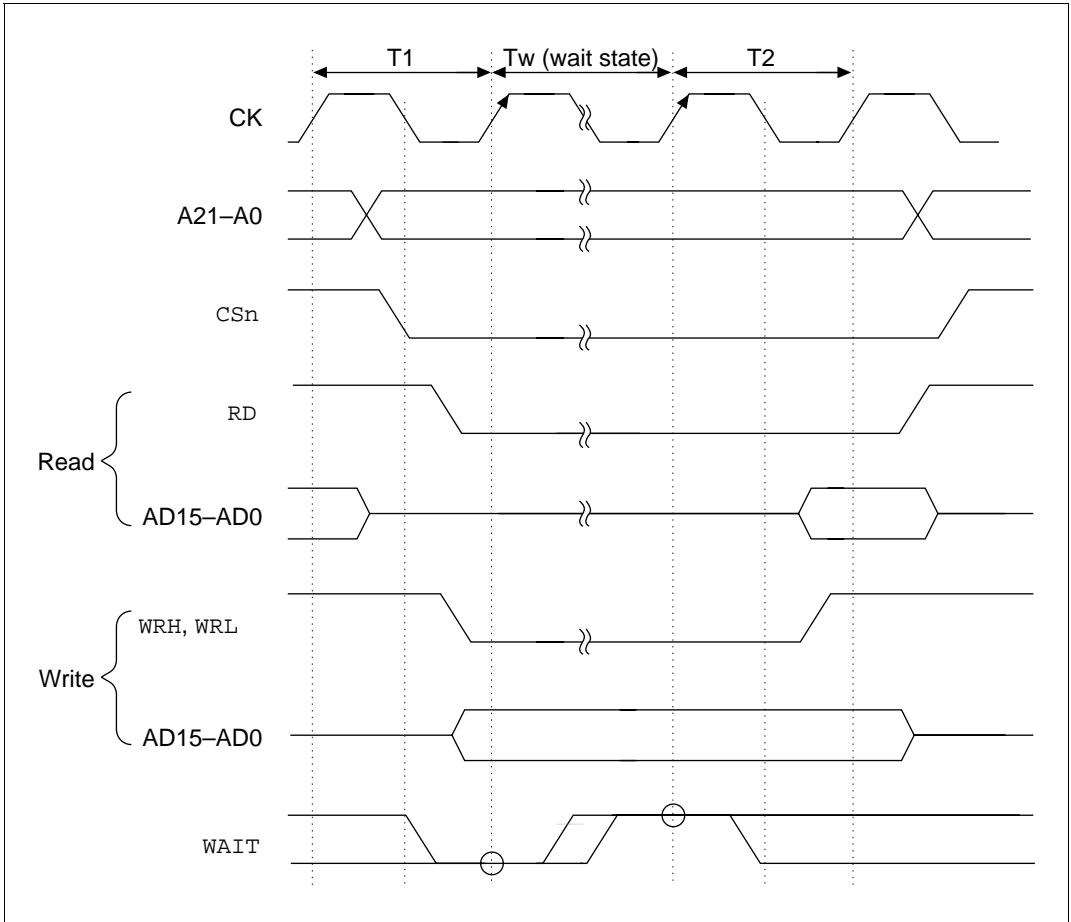 T1 Tw (wait state) T2
CK
A21–A0
CSn
RD
Read
AD15–AD0
WRH, WRL
Write
AD15–AD0
WAIT